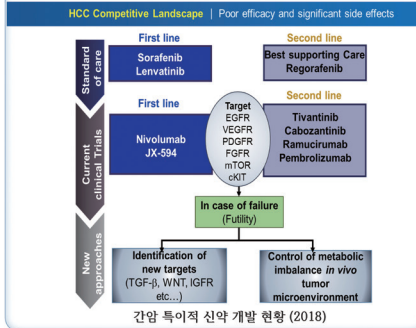 HCC Competitive Landscape | Poor efficacy and significant side effects
Standard of care
First line
Sorafenib
Lenvatinib
Second line
Best supporting Care
Regorafenib
Current clinical Trials
First line
Nivolumab
JX-594
Target
EGFR
VEGFR
PDGFR
FGFR
mTOR
cKIT
Second line
Tivantinib
Cabozantinib
Ramucirumab
Pembrolizumab
In case of failure
(Futility)
New approaches
Identification of
new targets
(TGF-β, WNT, IGFR
etc...)
Control of metabolic
imbalance in vivo
tumor
microenvironment
간암 특이적 신약 개발 현황 (2018)